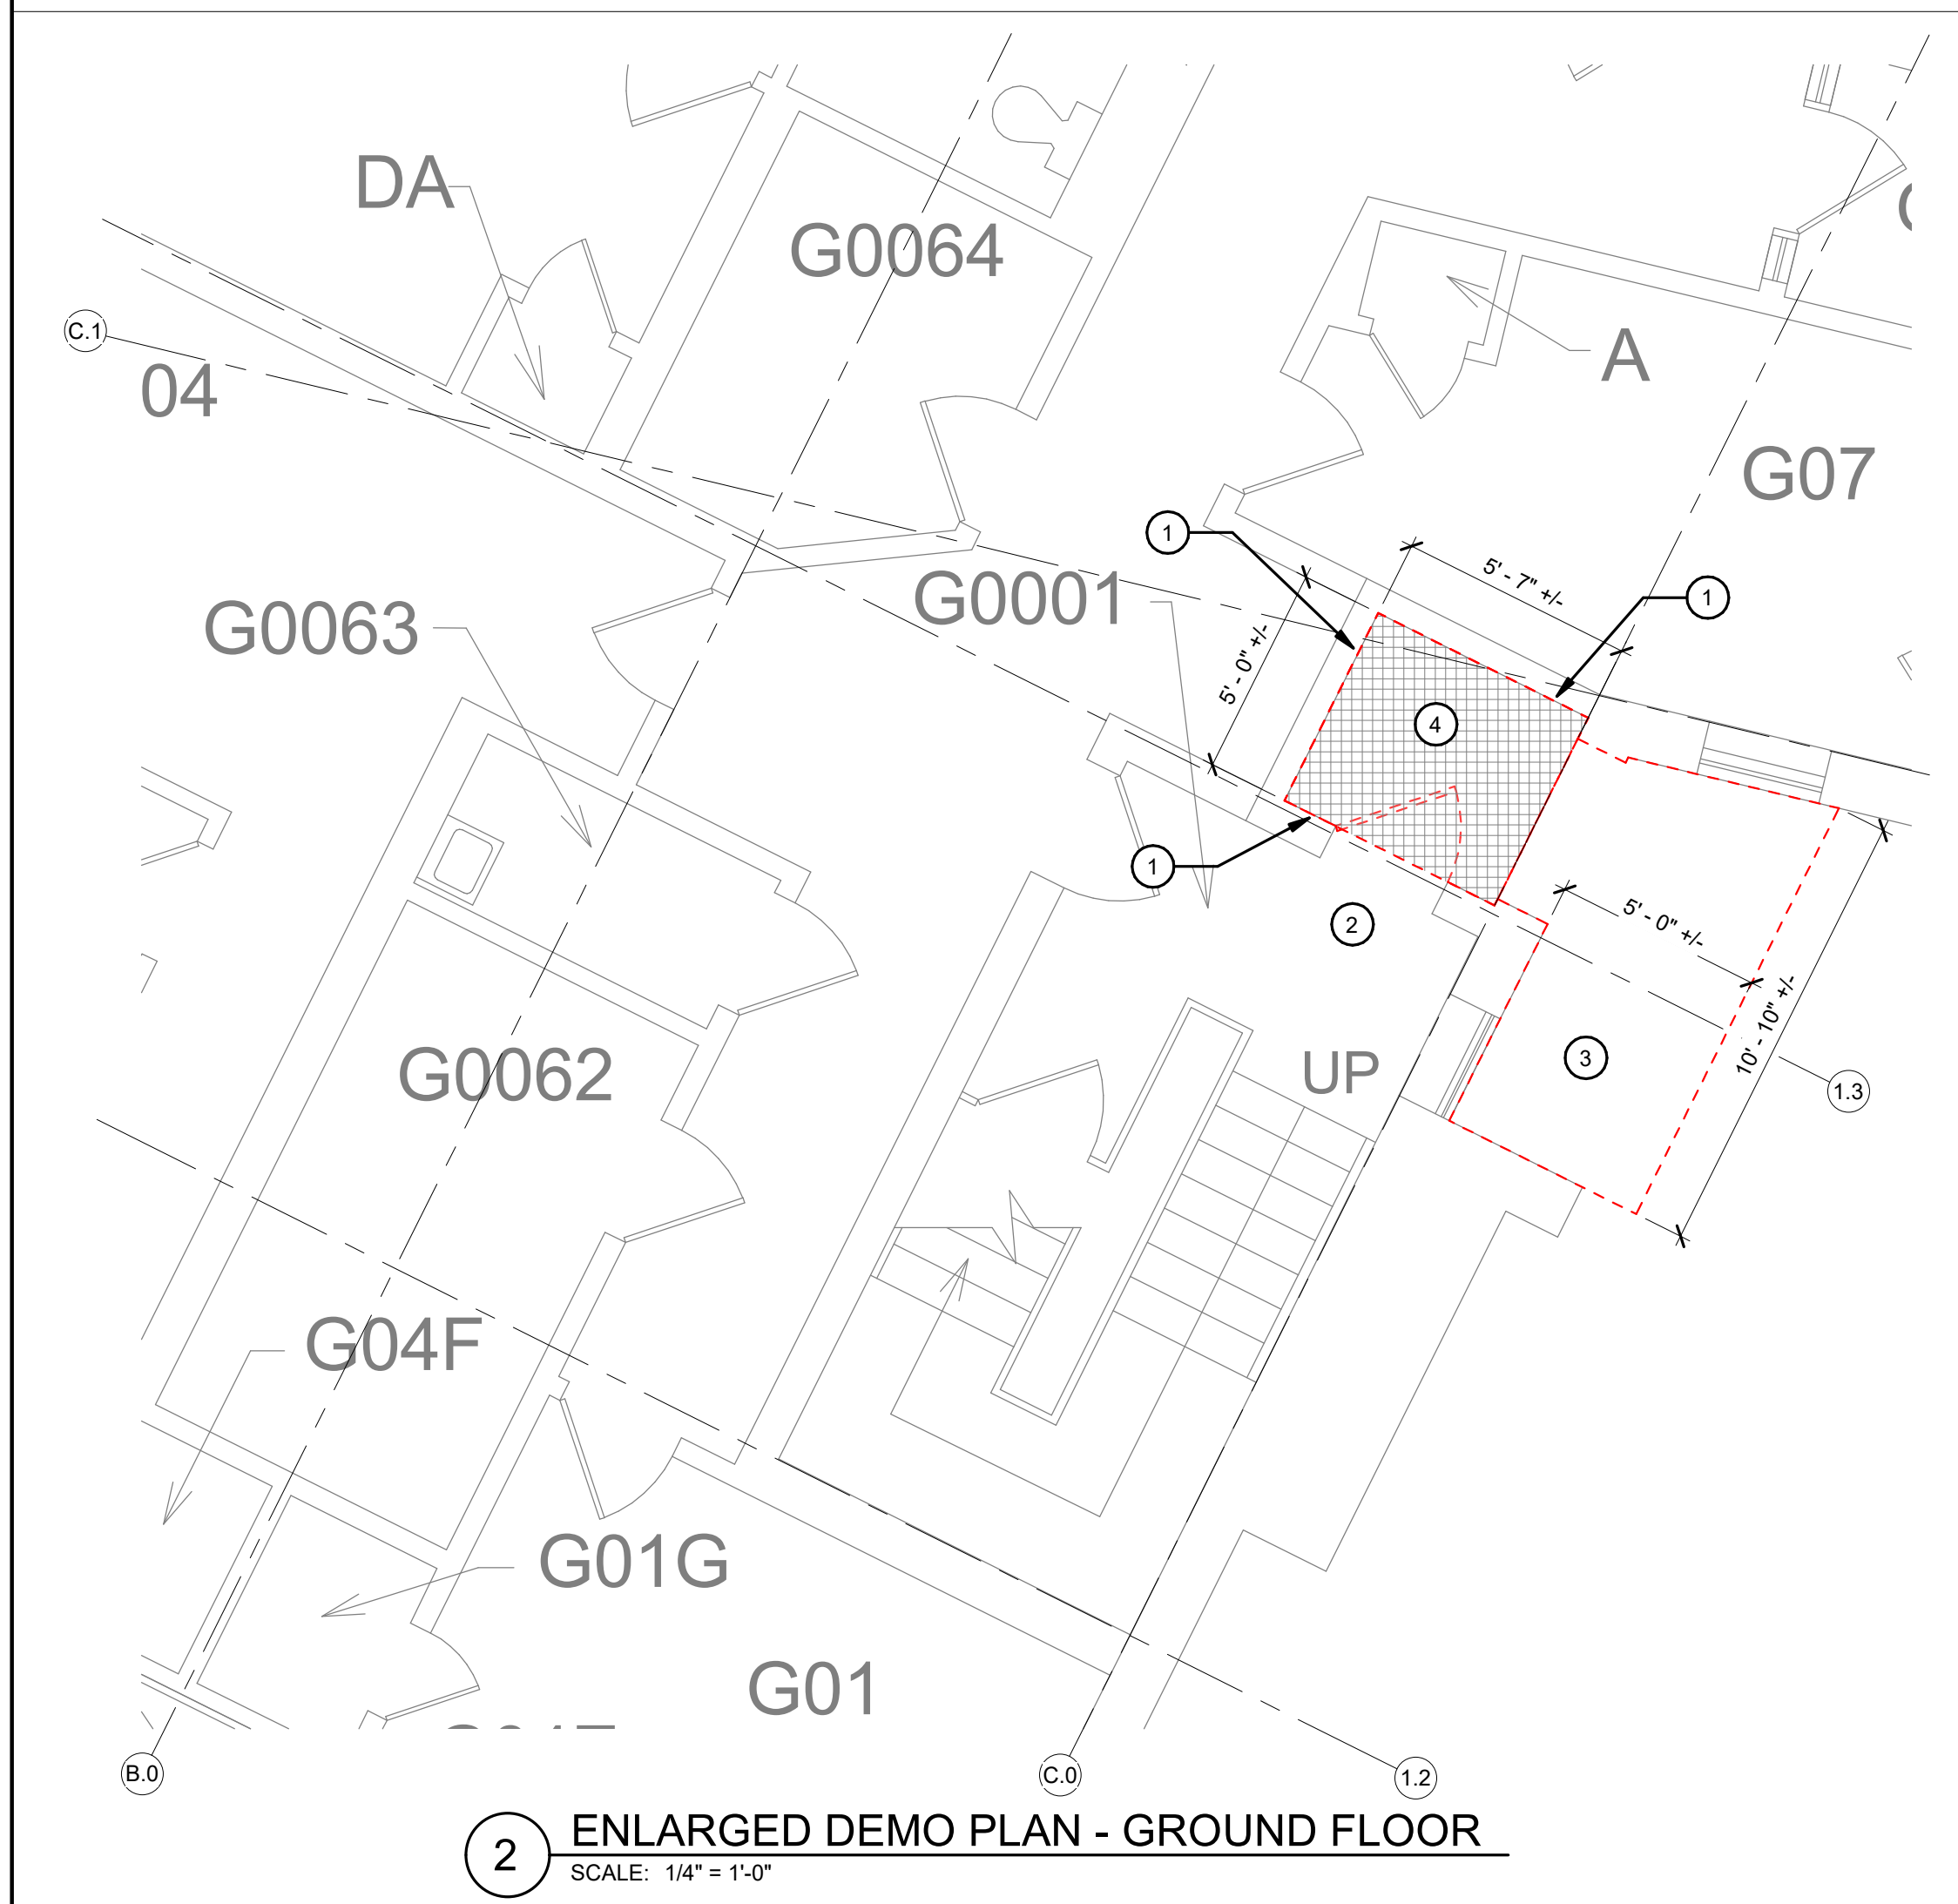 DA
G0064
C.1
04
A
G07
1
5' - 7" +/-
G0001
1
G0063
5' - 0" +/-
4
1
2
5' - 0" +/-
10' - 10" +/-
G0062
UP
3
1.3
G04F
G01G
G01
B.0
C.0
1.2
2
ENLARGED DEMO PLAN - GROUND FLOOR
SCALE: 1/4" = 1'-0"